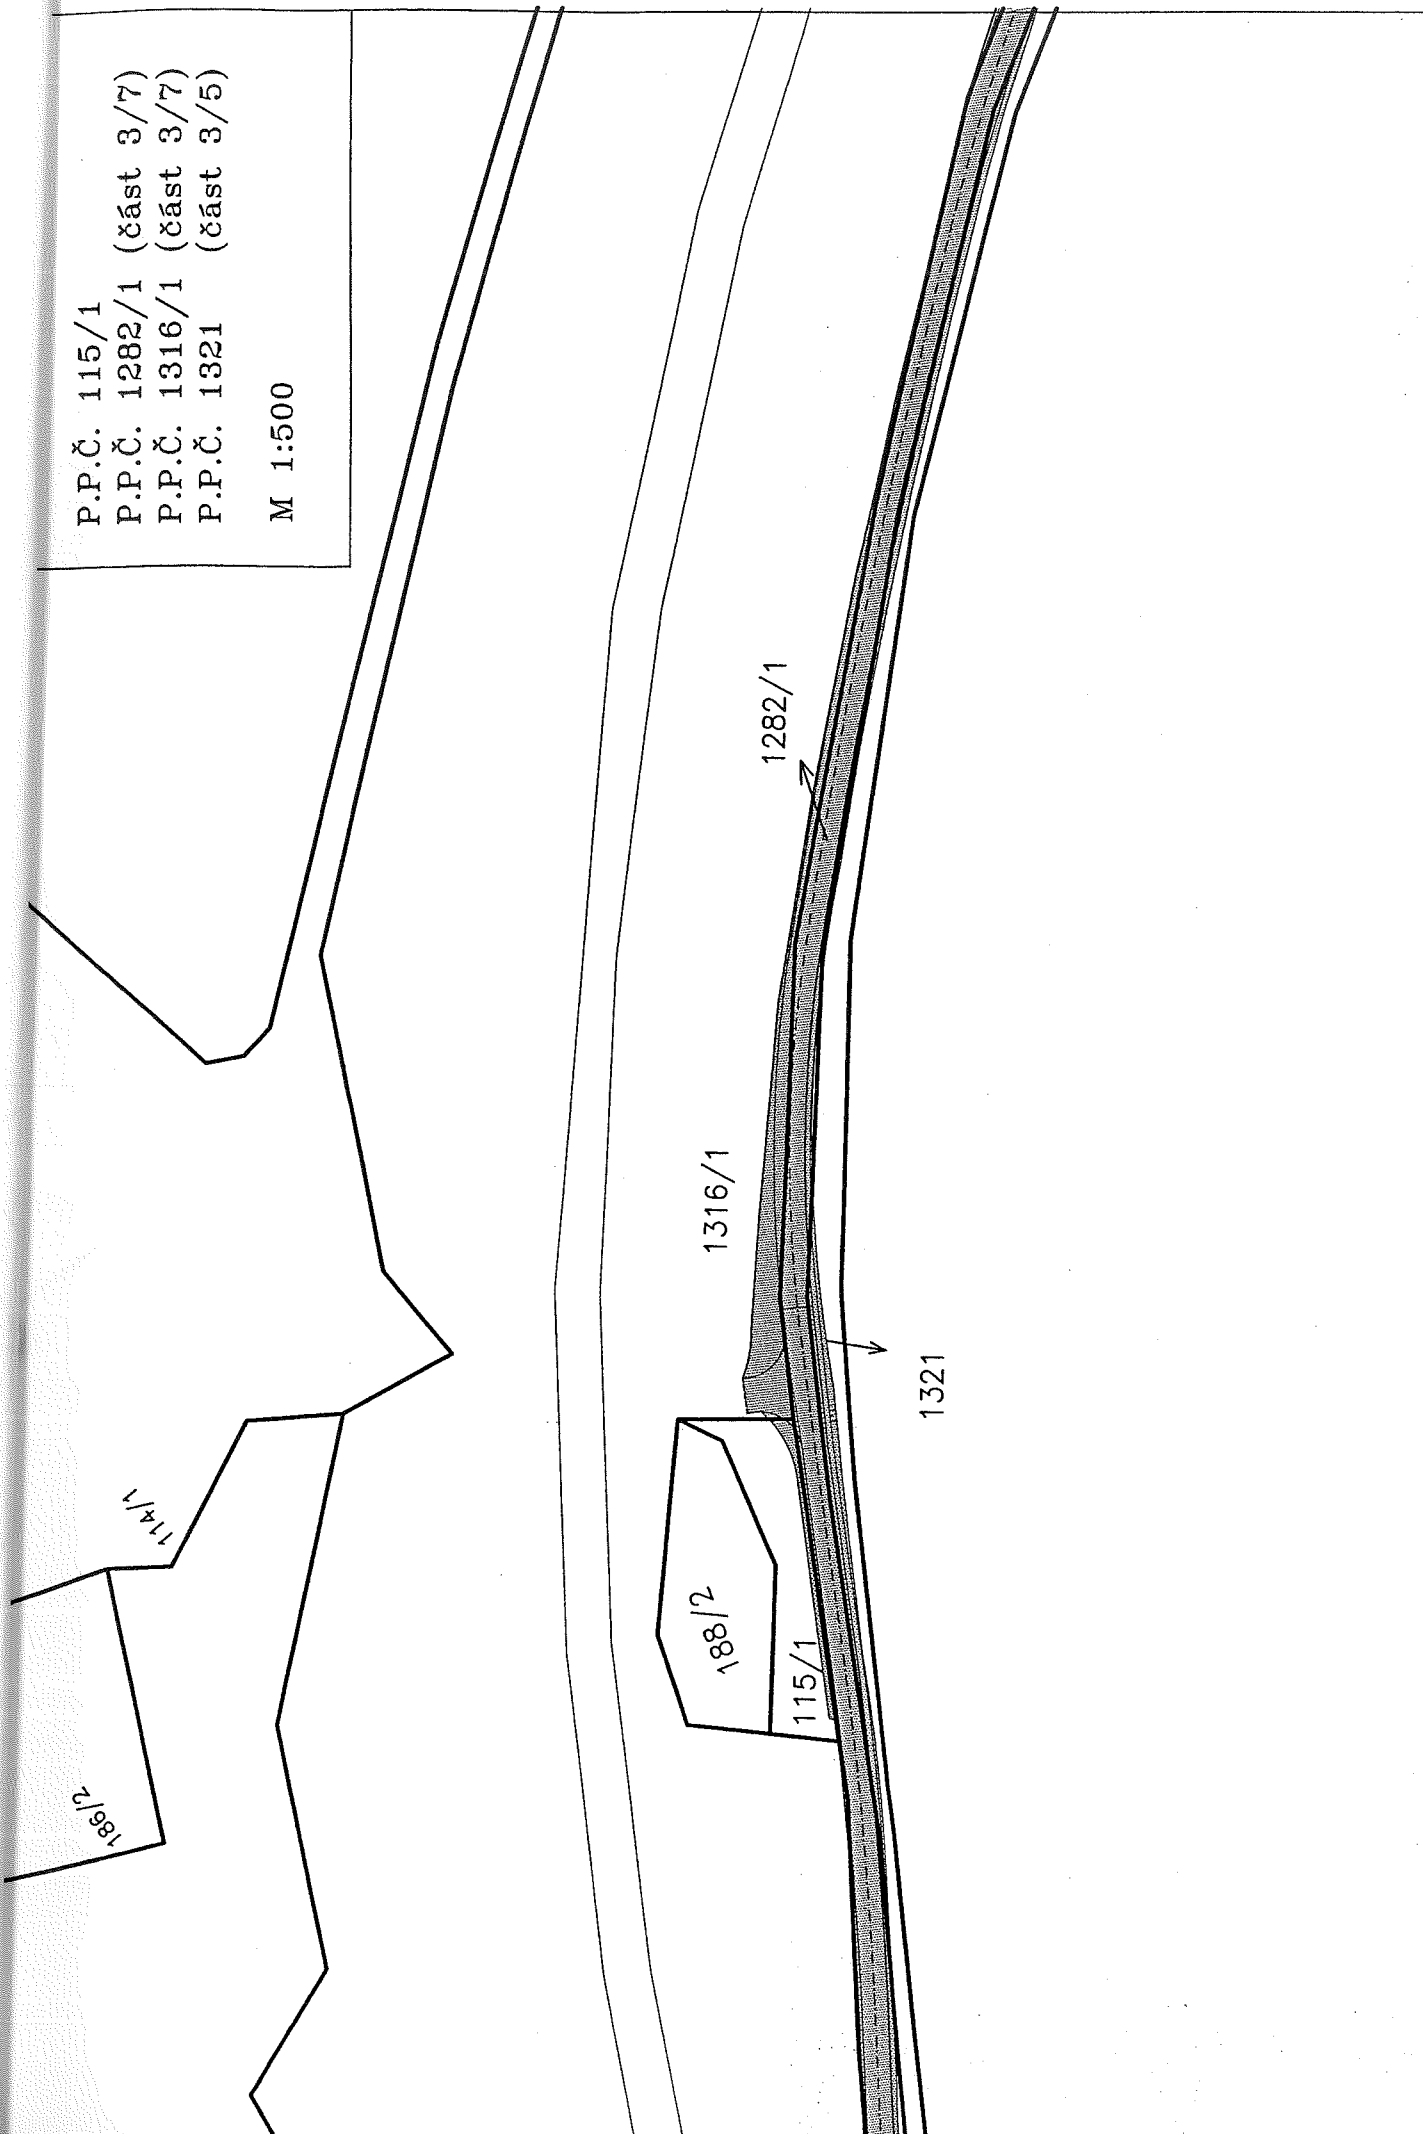 P.P.Č. 115/1
P.P.Č. 1282/1 (část 3/7)
P.P.Č. 1316/1 (část 3/7)
P.P.Č. 1321 (část 3/5)
M 1:500
1282/1
1316/1
1321
114/1
188/2
115/1
186/2